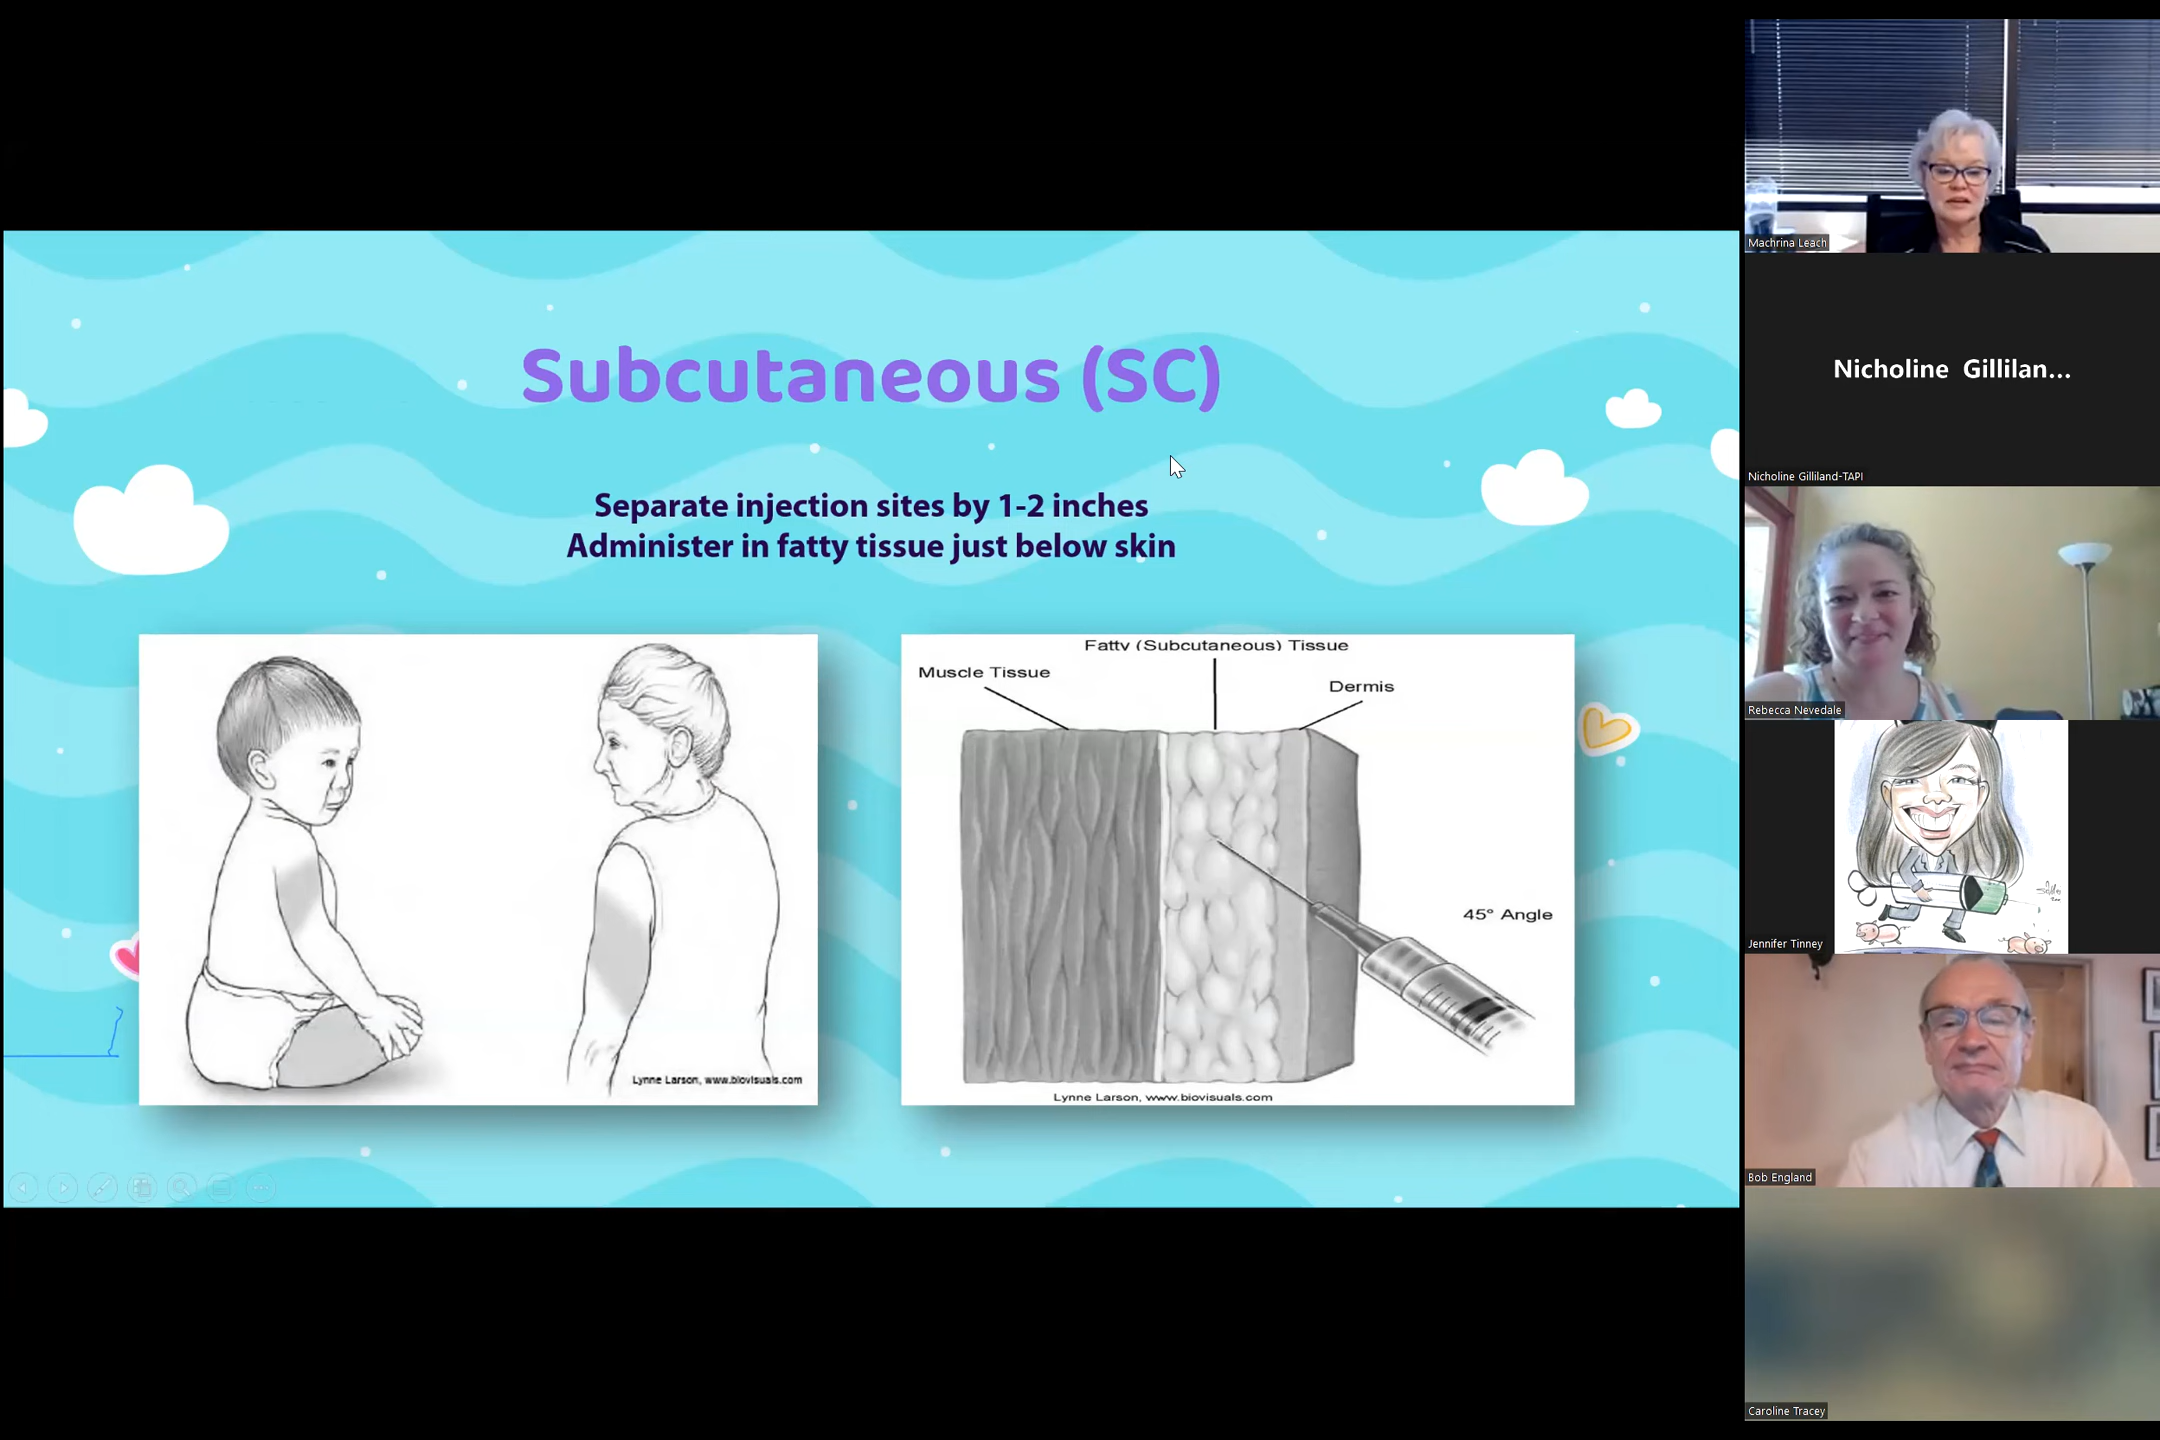 Subcutaneous (SC)
Separate injection sites by 1-2 inches
Administer in fatty tissue just below skin
Lynne Larson, www.biovisuals.com
Fatty (Subcutaneous) Tissue
Muscle Tissue
Dermis
45° Angle
Lynne Larson, www.biovisuals.com
Machrina Leach
Nicholine Gillilan...
Nicholine Gilliland-TAPI
Rebecca Nevedale
Jennifer Tinney
Bob England
Caroline Tracey